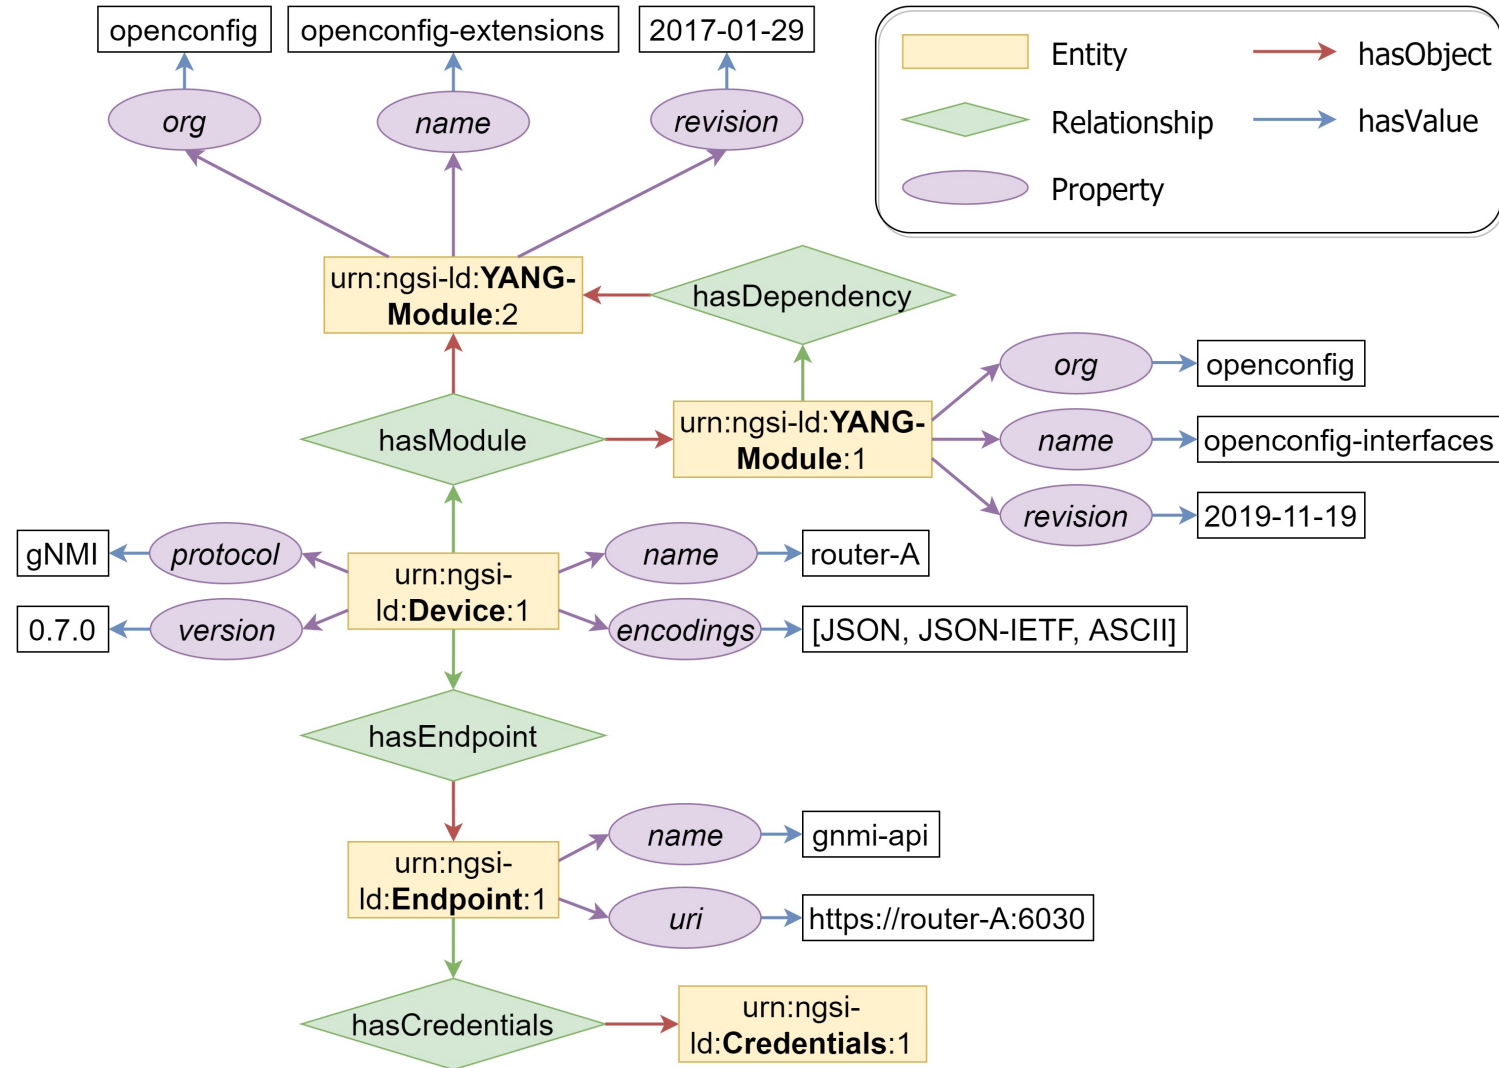 openconfig
openconfig-extensions
2017-01-29
org
name
revision
Entity
hasObject
Relationship
hasValue
Property
urn:ngsi-ld:YANG-
Module:2
hasDependency
hasModule
urn:ngsi-ld:YANG-
Module:1
org
openconfig
name
openconfig-interfaces
revision
2019-11-19
gNMI
protocol
0.7.0
version
urn:ngsi-
ld:Device:1
name
router-A
encodings
[JSON, JSON-IETF, ASCII]
hasEndpoint
urn:ngsi-
ld:Endpoint:1
name
gnmi-api
uri
https://router-A:6030
hasCredentials
urn:ngsi-
ld:Credentials:1